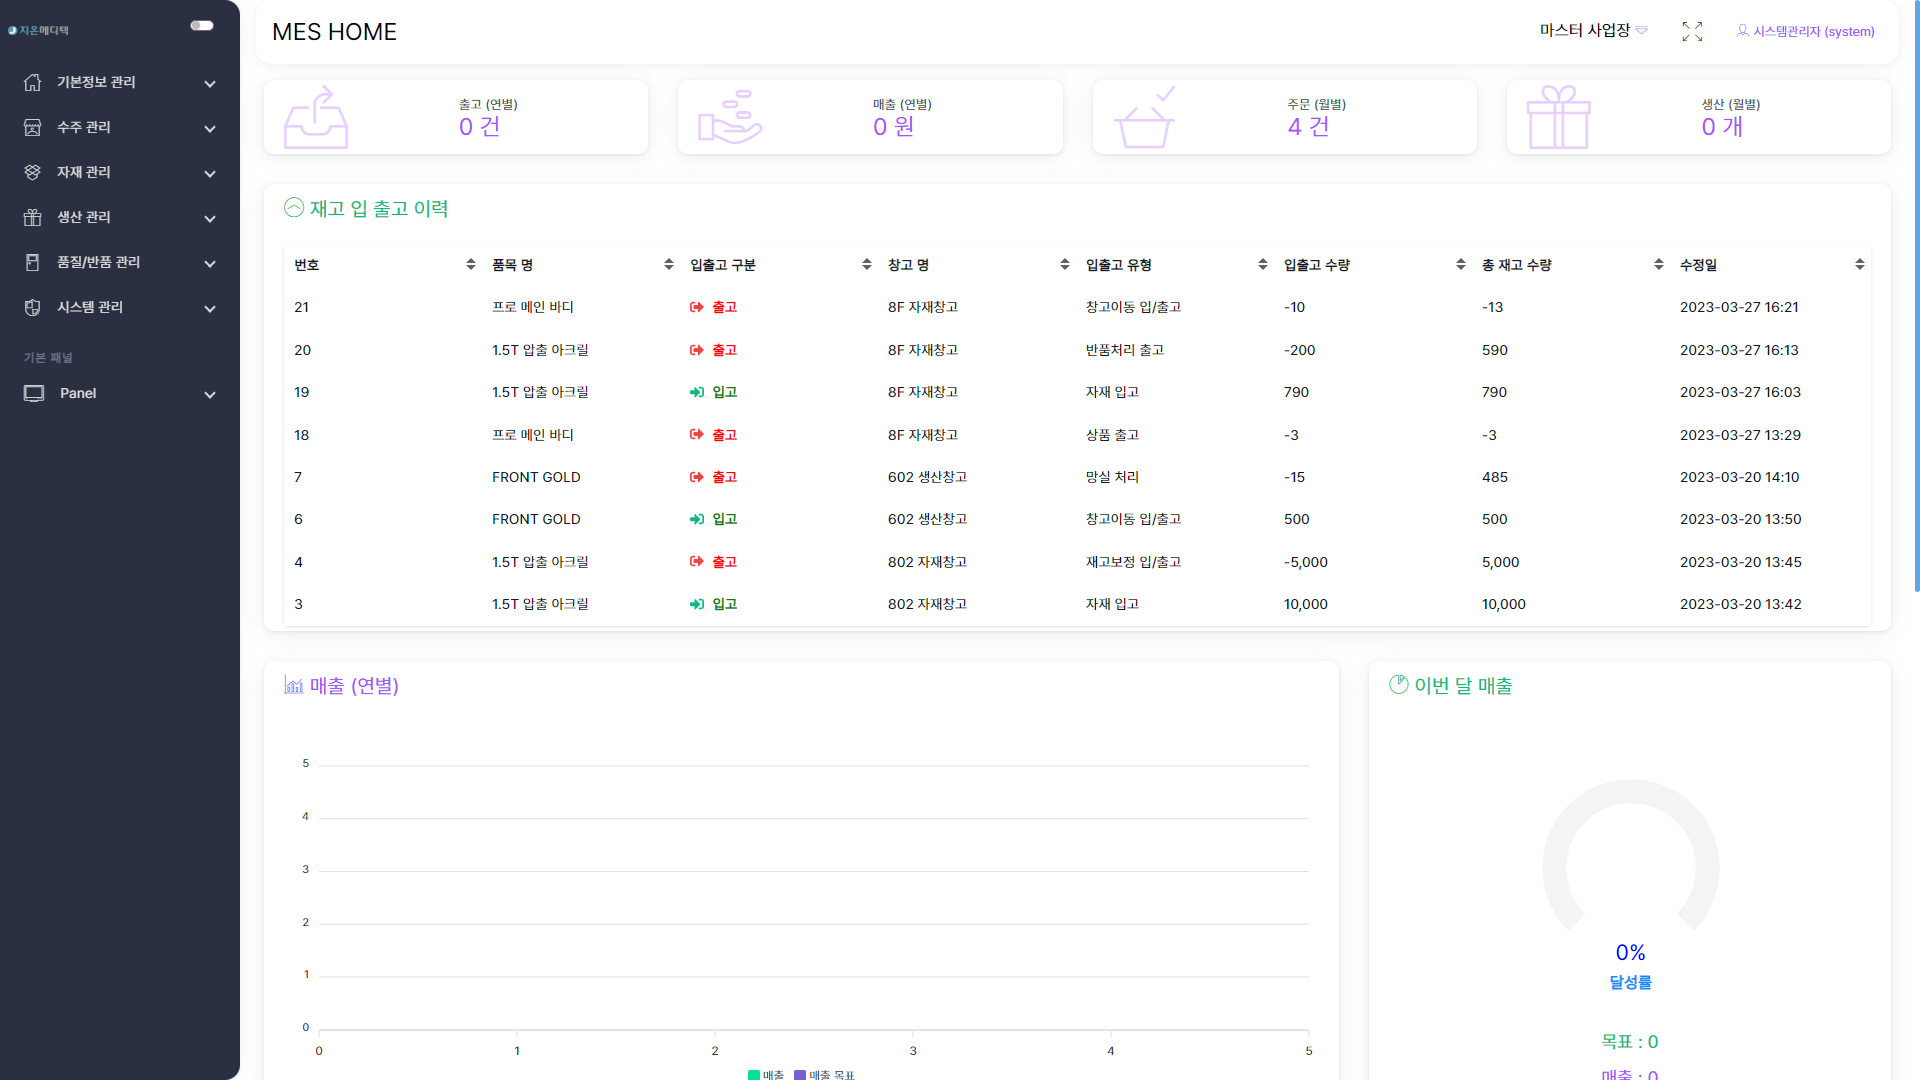 지온메디텍
기본정보 관리
수주 관리
자재 관리
생산 관리
품질/반품 관리
시스템 관리
기본 패널
Panel
MES HOME
마스터 사업장
시스템관리자 (system)
출고 (연별)
0 건
매출 (연별)
0 원
주문 (월별)
4 건
생산 (월별)
0 개
재고 입 출고 이력
번호 품목 명 입출고 구분 창고 명 입출고 유형 입출고 수량 총 재고 수량 수정일
21 프로 메인 바디 출고 8F 자재창고 창고이동 입/출고 -10 -13 2023-03-27 16:21
20 1.5T 압출 아크릴 출고 8F 자재창고 반품처리 출고 -200 590 2023-03-27 16:13
19 1.5T 압출 아크릴 입고 8F 자재창고 자재 입고 790 790 2023-03-27 16:03
18 프로 메인 바디 출고 8F 자재창고 상품 출고 -3 -3 2023-03-27 13:29
7 FRONT GOLD 출고 602 생산창고 망실 처리 -15 485 2023-03-20 14:10
6 FRONT GOLD 입고 602 생산창고 창고이동 입/출고 500 500 2023-03-20 13:50
4 1.5T 압출 아크릴 출고 802 자재창고 재고보정 입/출고 -5,000 5,000 2023-03-20 13:45
3 1.5T 압출 아크릴 입고 802 자재창고 자재 입고 10,000 10,000 2023-03-20 13:42
매출 (연별)
5
4
3
2
1
0
0 1 2 3 4 5
매출 매출 목표
이번 달 매출
0%
달성률
목표 : 0
매출 : 0